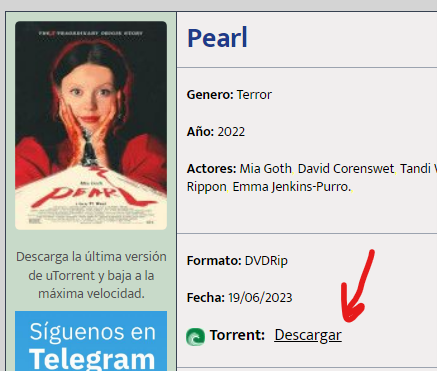 THE X-TRAORDINARY ORIGIN STORY
Mia Goth
PEARL
Descarga la última versión
de uTorrent y baja a la
máxima velocidad.
Síguenos en
Telegram
Pearl
Genero: Terror
Año: 2022
Actores: Mia Goth David Corenswet Tandi
Rippon Emma Jenkins-Purro.
Formato: DVDRip
Fecha: 19/06/2023
Torrent: Descargar